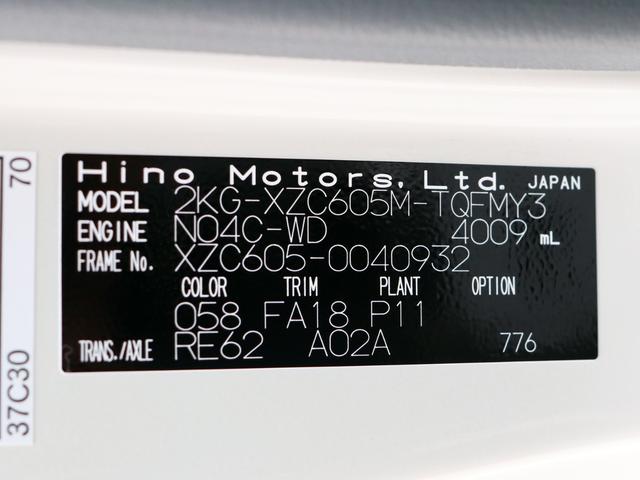 Hino Motors, Ltd. JAPAN
MODEL 2KG-XZC605M-TQFMY3
ENGINE N04C-WD 4009 mL
FRAME No. XZC605-0040932
COLOR TRIM PLANT OPTION
058 FA18 P11
TRANS./AXLE RE62 A02A 776
37C30 70